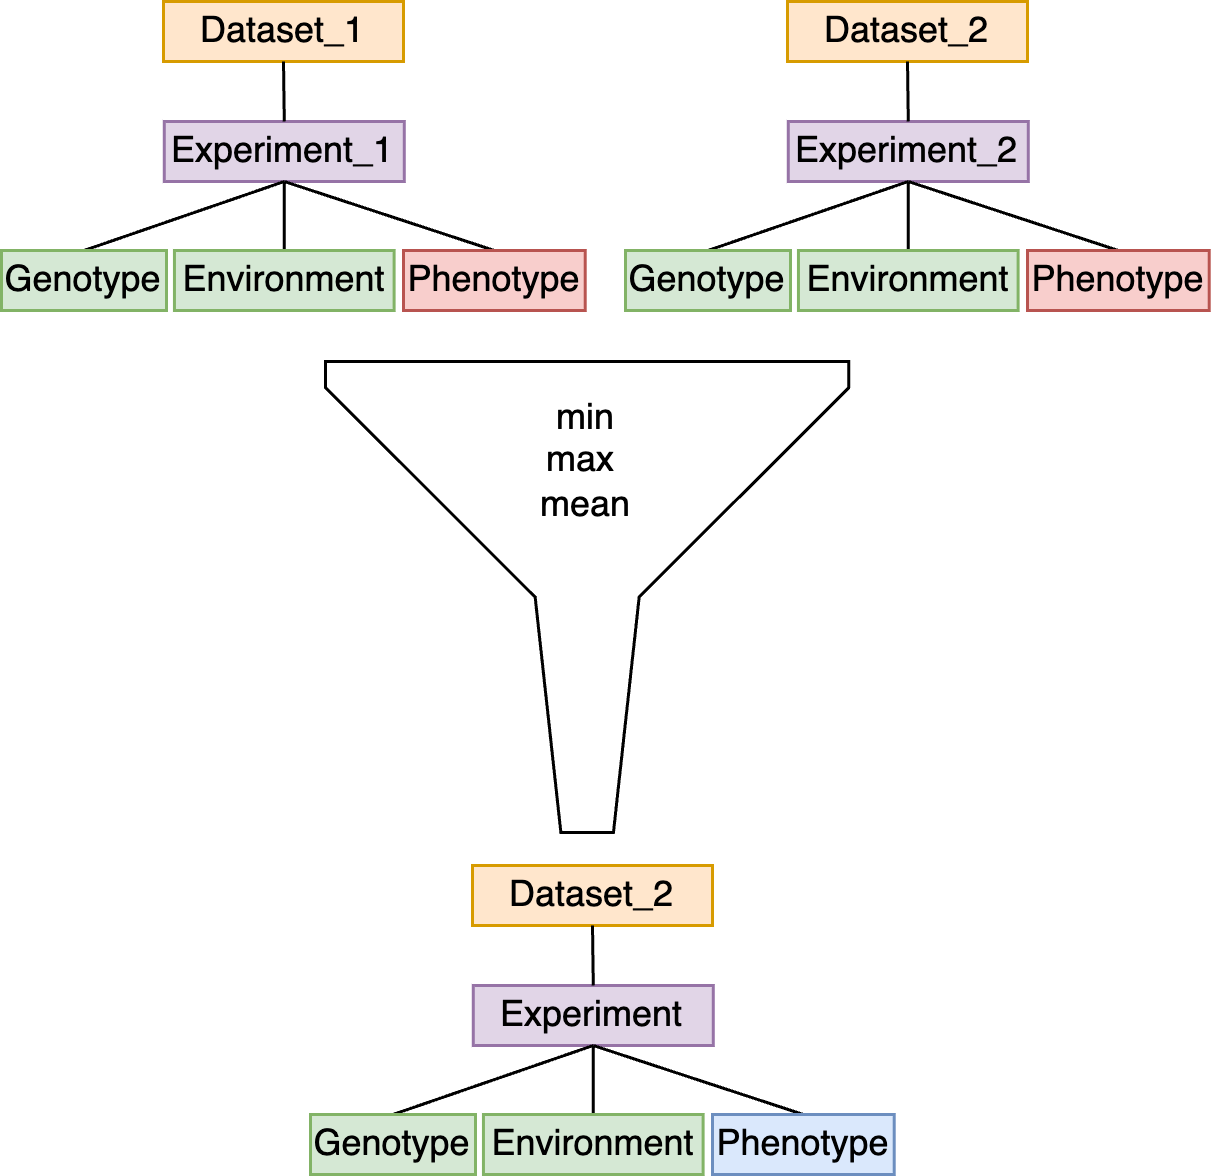 Dataset_1
Dataset_2
Experiment_1
Experiment_2
Genotype
Environment
Phenotype
Genotype
Environment
Phenotype
min
max
mean
Dataset_2
Experiment
Genotype
Environment
Phenotype